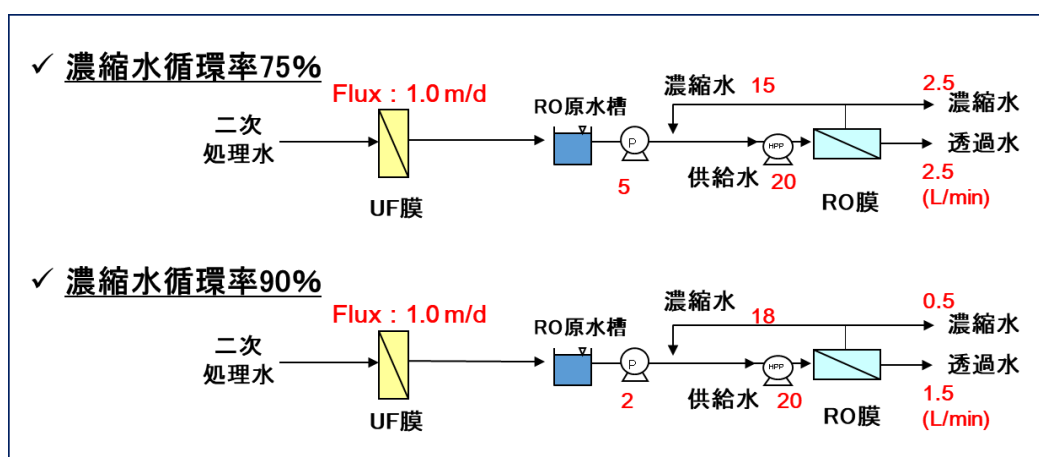 ✓ 濃縮水循環率75%
Flux：1.0 m/d
濃縮水 15
2.5
濃縮水
RO原水槽
二次
処理水
P
HPP
透過水
供給水 20
2.5
(L/min)
5
UF膜
RO膜
✓ 濃縮水循環率90%
Flux：1.0 m/d
濃縮水
18
0.5
濃縮水
RO原水槽
二次
処理水
P
HPP
透過水
供給水 20
1.5
(L/min)
2
UF膜
RO膜